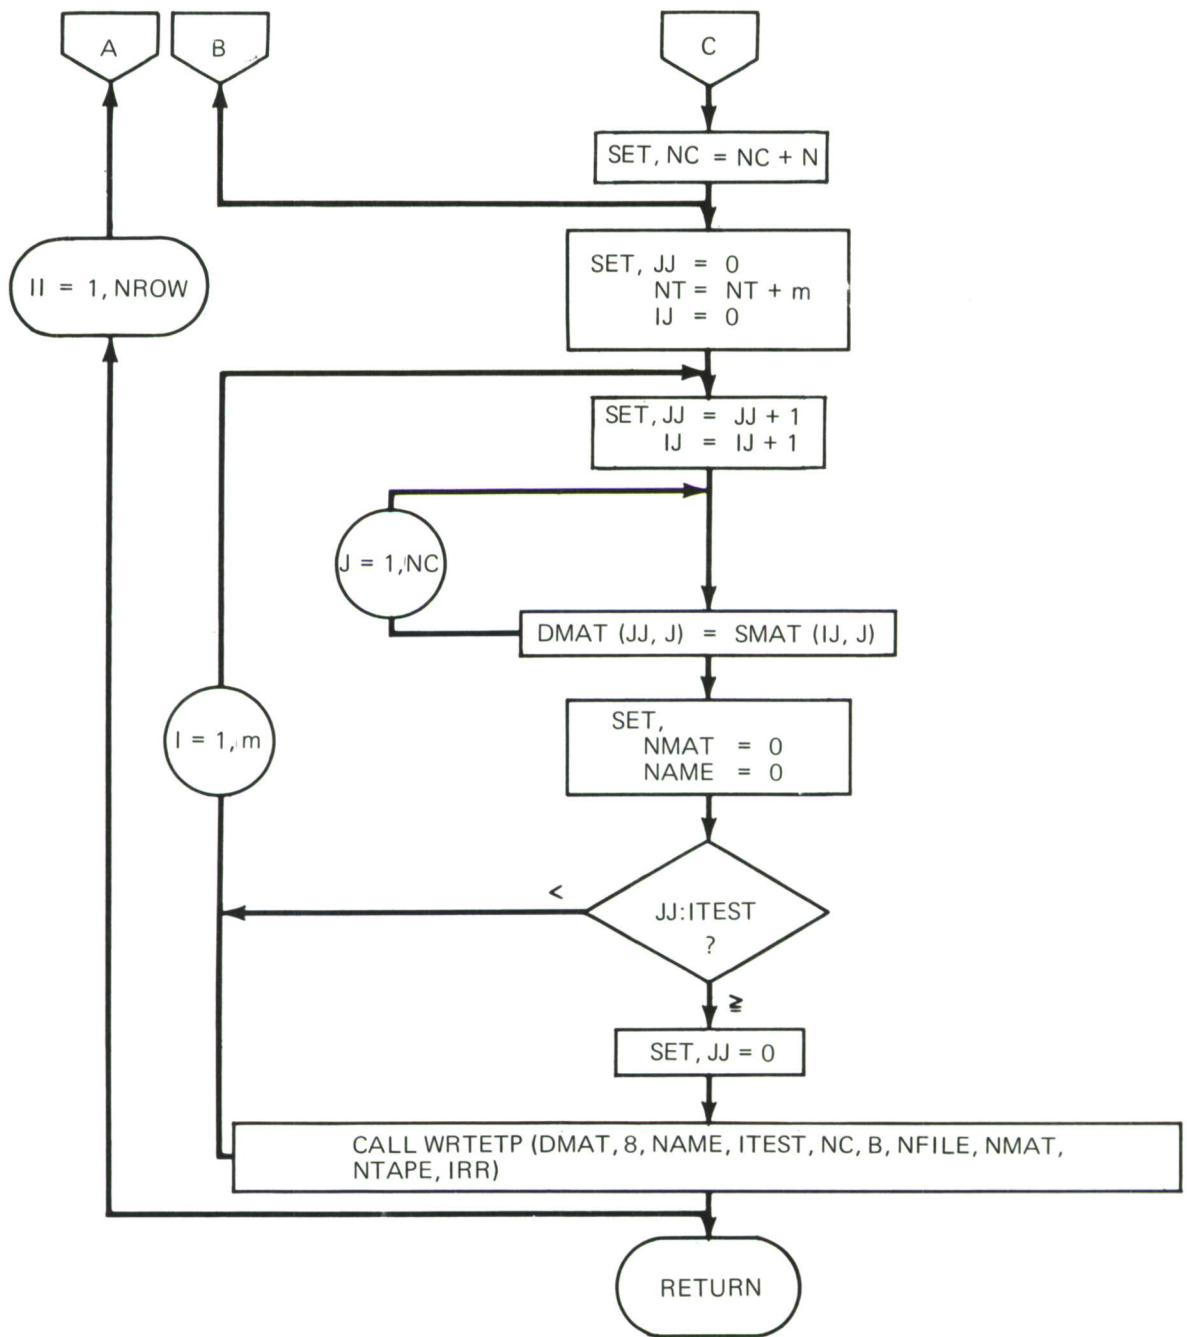 A
B
C
SET, NC = NC + N
SET, JJ = 0
NT = NT + m
IJ = 0
II = 1, NROW
SET, JJ = JJ + 1
IJ = IJ + 1
J = 1, NC
DMAT (JJ, J) = SMAT (IJ, J)
SET,
NMAT = 0
NAME = 0
I = 1, m
<
JJ:ITEST
?
≧
SET, JJ = 0
CALL WRTETP (DMAT, 8, NAME, ITEST, NC, B, NFILE, NMAT,
NTAPE, IRR)
RETURN